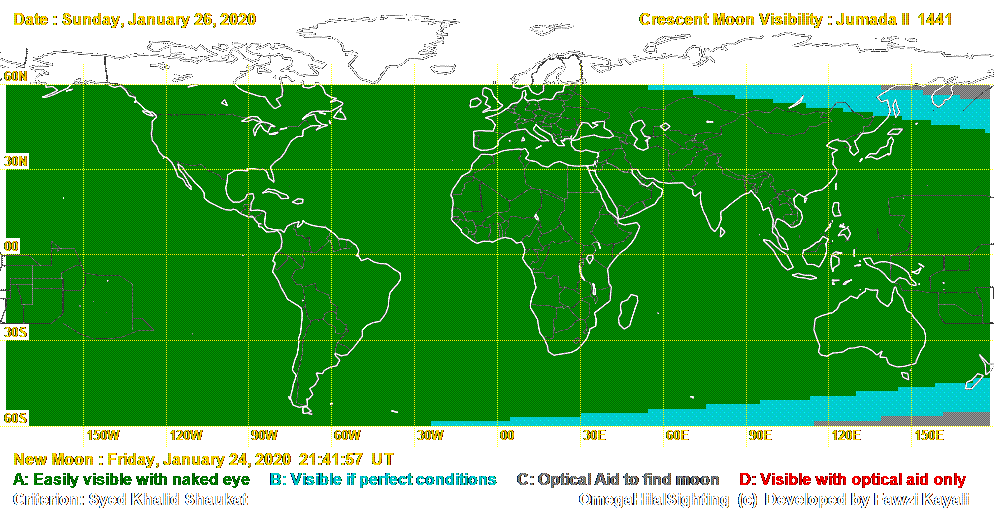 Date : Sunday, January 26, 2020 Crescent Moon Visibility : Jumada II 1441
60N
30N
00
30S
60S
150W 120W 90W 60W 30W 00 30E 60E 90E 120E 150E
New Moon : Friday, January 24, 2020 21:41:57 UT
A: Easily visible with naked eye B: Visible if perfect conditions C: Optical Aid to find moon D: Visible with optical aid only
Criterion: Syed Khalid Shaukat OmegaHilalSighting (c) Developed by Fawzi Kayali